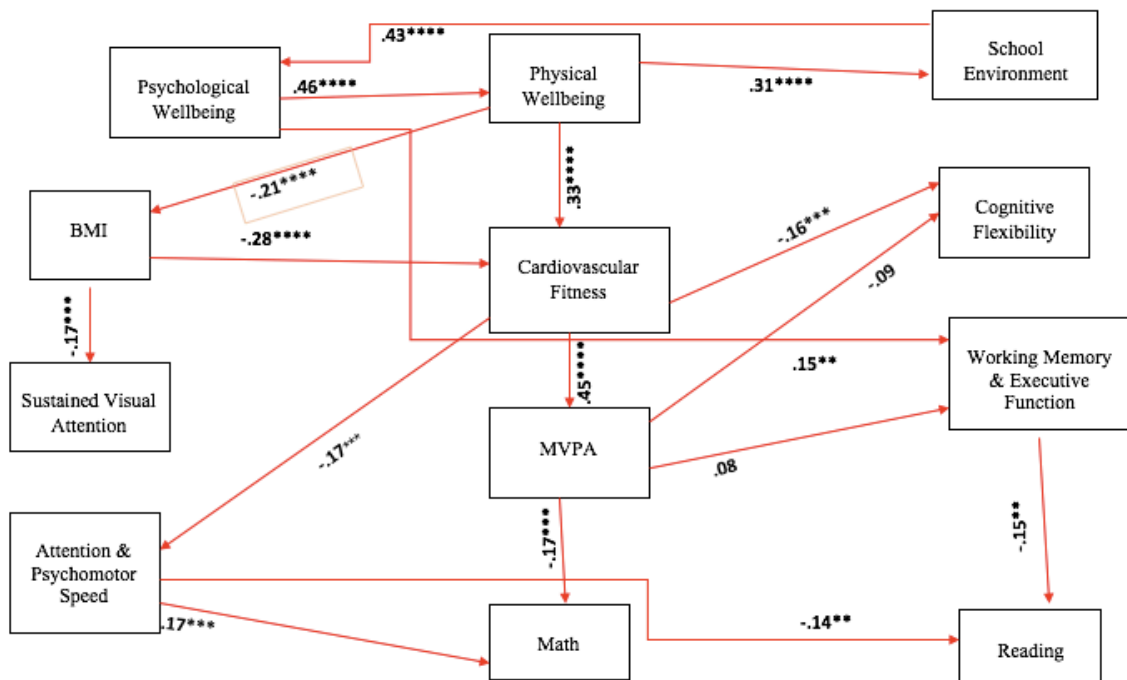 .43****
School
Environment
Physical
Wellbeing
Psychological
Wellbeing
.46****
.31****
-.21****
.33****
BMI
-.28****
-.16***
Cognitive
Flexibility
Cardiovascular
Fitness
-.09
-.17***
.15**
.45****
Working Memory
& Executive
Function
Sustained Visual
Attention
-.17***
MVPA
.08
-.17***
-.15**
Attention &
Psychomotor
Speed
.17***
-.14**
Math
Reading